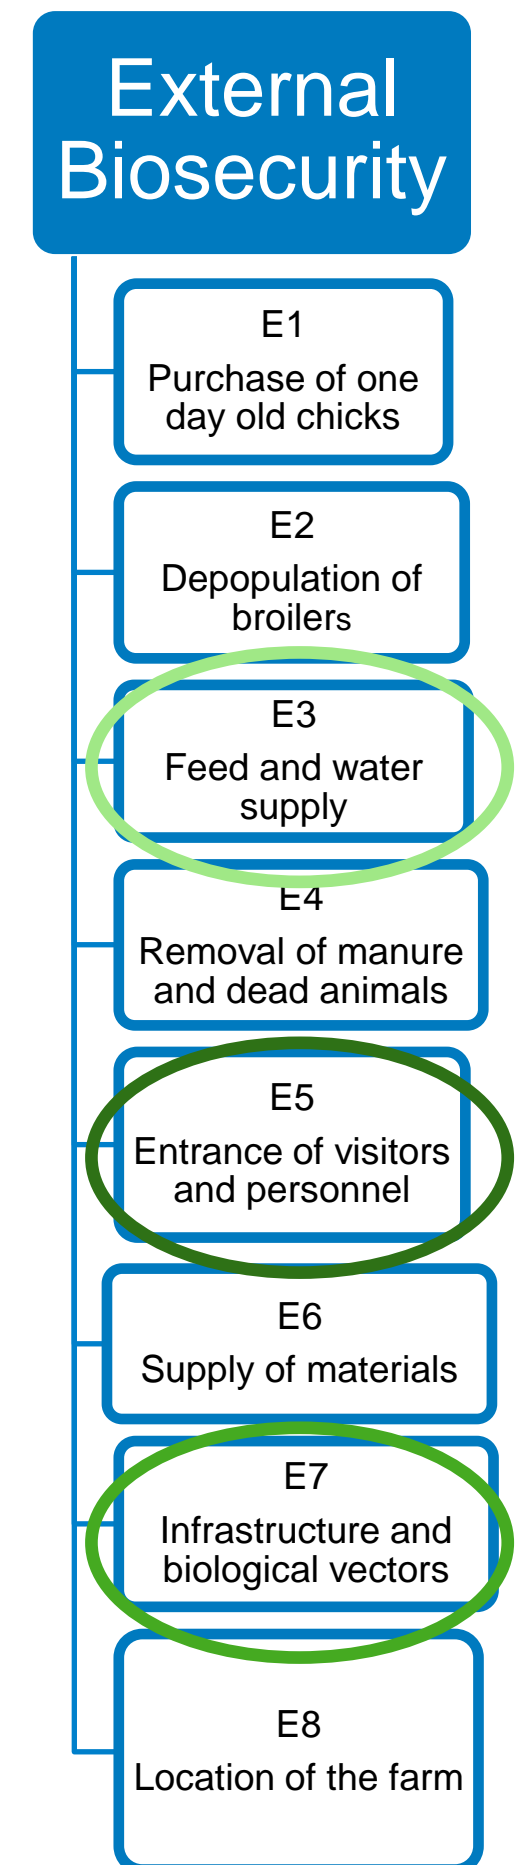 External
Biosecurity
E1
Purchase of one
day old chicks
E2
Depopulation of
broilers
E3
Feed and water
supply
E4
Removal of manure
and dead animals
E5
Entrance of visitors
and personnel
E6
Supply of materials
E7
Infrastructure and
biological vectors
E8
Location of the farm